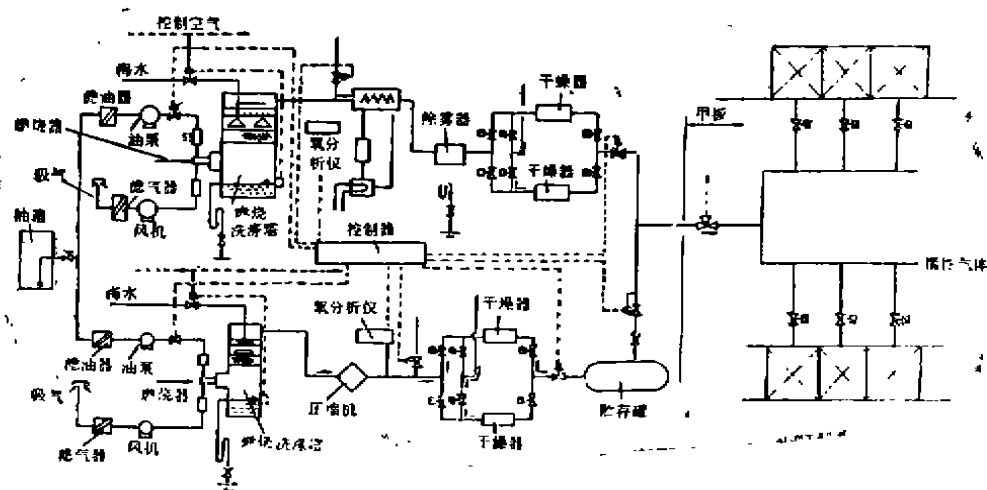 控制空气
海水
滤油器
油泵
燃烧器
吸气
滤气器
风机
油箱
燃烧
洗涤塔
氧分
析仪
除雾器
干燥器
干燥器
甲板
控制器
惰性气体
海水
氧分析仪
干燥器
滤油器
油泵
吸气
燃烧器
压缩机
贮存罐
滤气器
风机
燃烧洗涤塔
干燥器